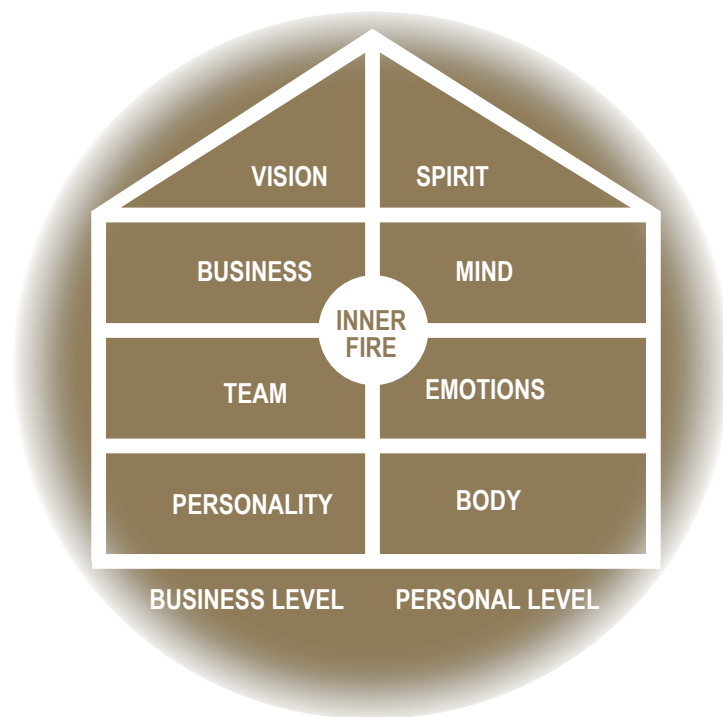 VISION
SPIRIT
BUSINESS
MIND
INNER
FIRE
TEAM
EMOTIONS
PERSONALITY
BODY
BUSINESS LEVEL
PERSONAL LEVEL